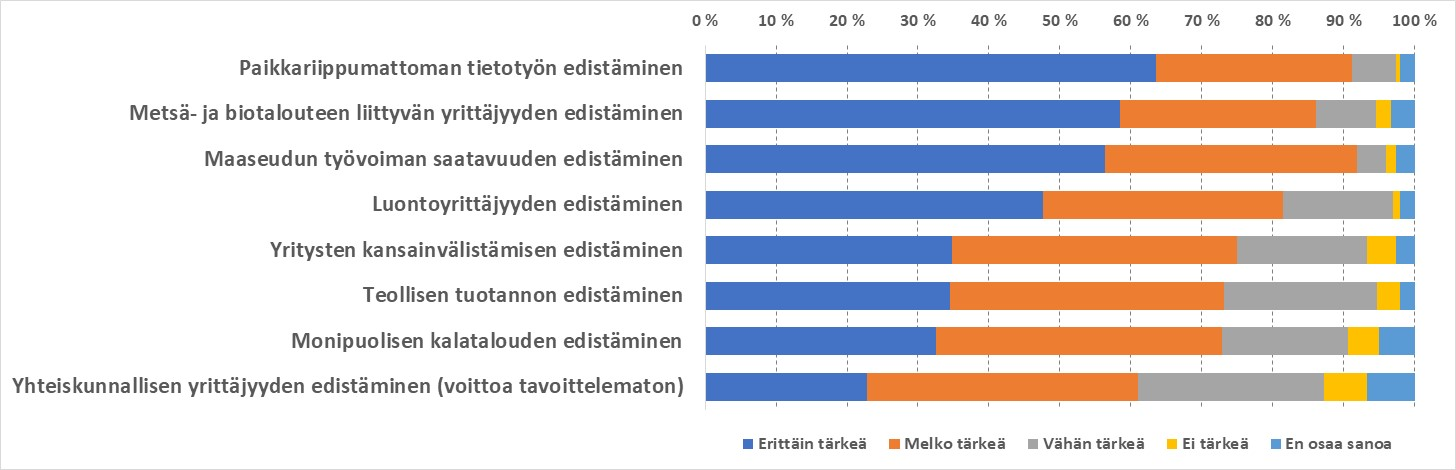 0 % 10 % 20 % 30 % 40 % 50 % 60 % 70 % 80 % 90 % 100 %
Paikkariippumattoman tietotyön edistäminen
Metsä- ja biotalouteen liittyvän yrittäjyyden edistäminen
Maaseudun työvoiman saatavuuden edistäminen
Luontoyrittäjyyden edistäminen
Yritysten kansainvälistämisen edistäminen
Teollisen tuotannon edistäminen
Monipuolisen kalatalouden edistäminen
Yhteiskunnallisen yrittäjyyden edistäminen (voittoa tavoittelematon)
Erittäin tärkeä Melko tärkeä Vähän tärkeä Ei tärkeä En osaa sanoa